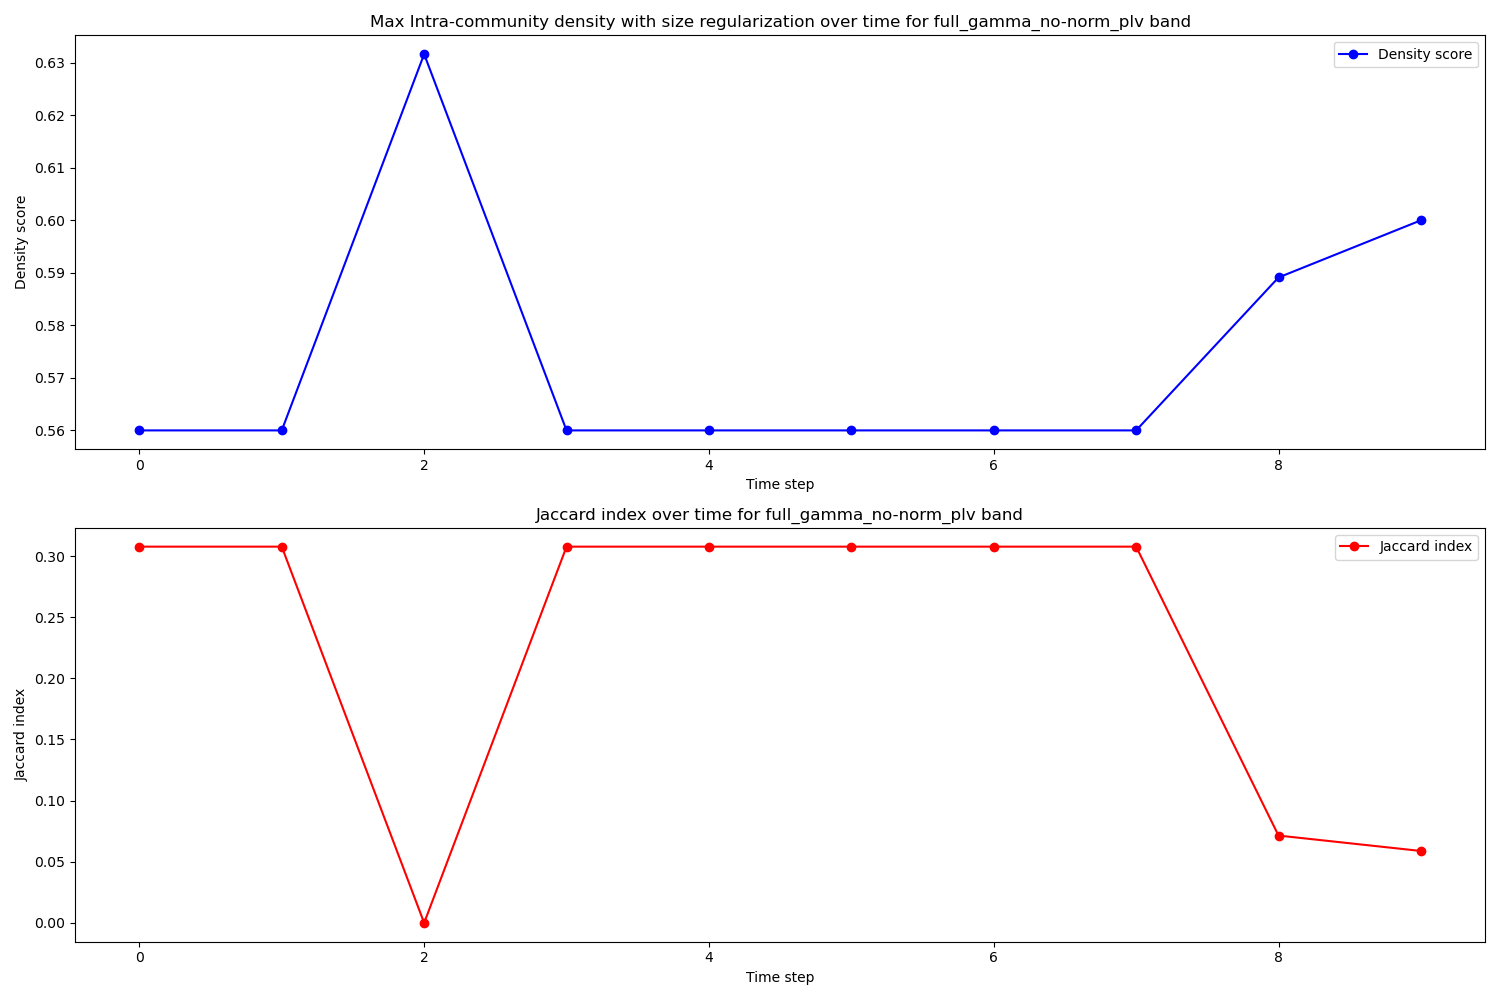 Max Intra-community density with size regularization over time for full_gamma_no-norm_plv band
Density score
0.63
0.62
0.61
0.60
0.59
0.58
0.57
0.56
Density score
0 2 4 6 8
Time step
Jaccard index over time for full_gamma_no-norm_plv band
Jaccard index
0.30
0.25
0.20
0.15
0.10
0.05
0.00
Jaccard index
0 2 4 6 8
Time step